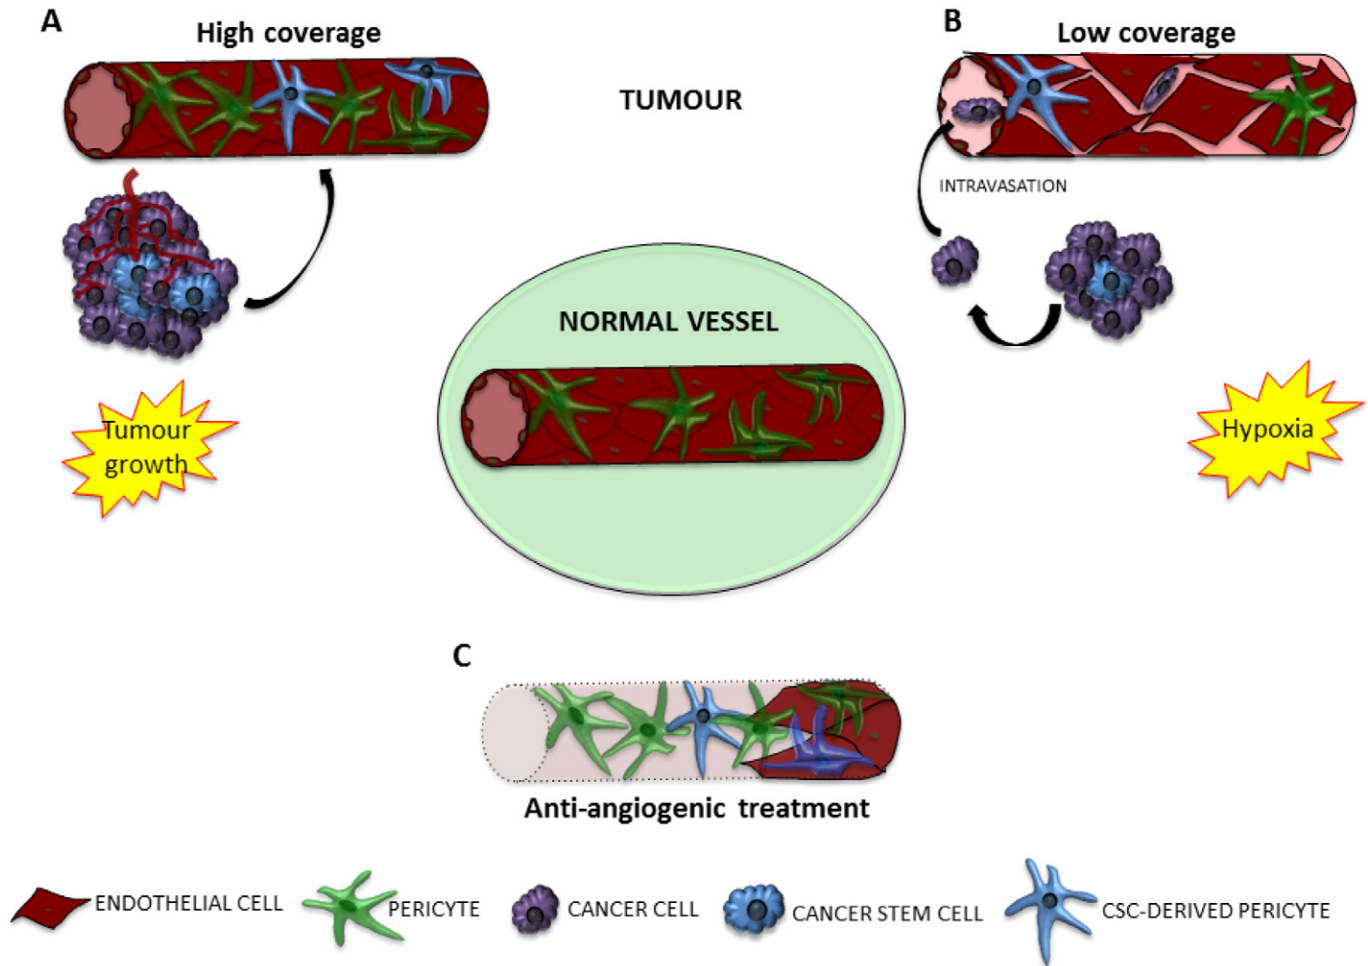 A
High coverage
TUMOUR
B
Low coverage
INTRAVASATION
NORMAL VESSEL
Tumour
growth
Hypoxia
C
Anti-angiogenic treatment
ENDOTHELIAL CELL
PERICYTE
CANCER CELL
CANCER STEM CELL
CSC-DERIVED PERICYTE